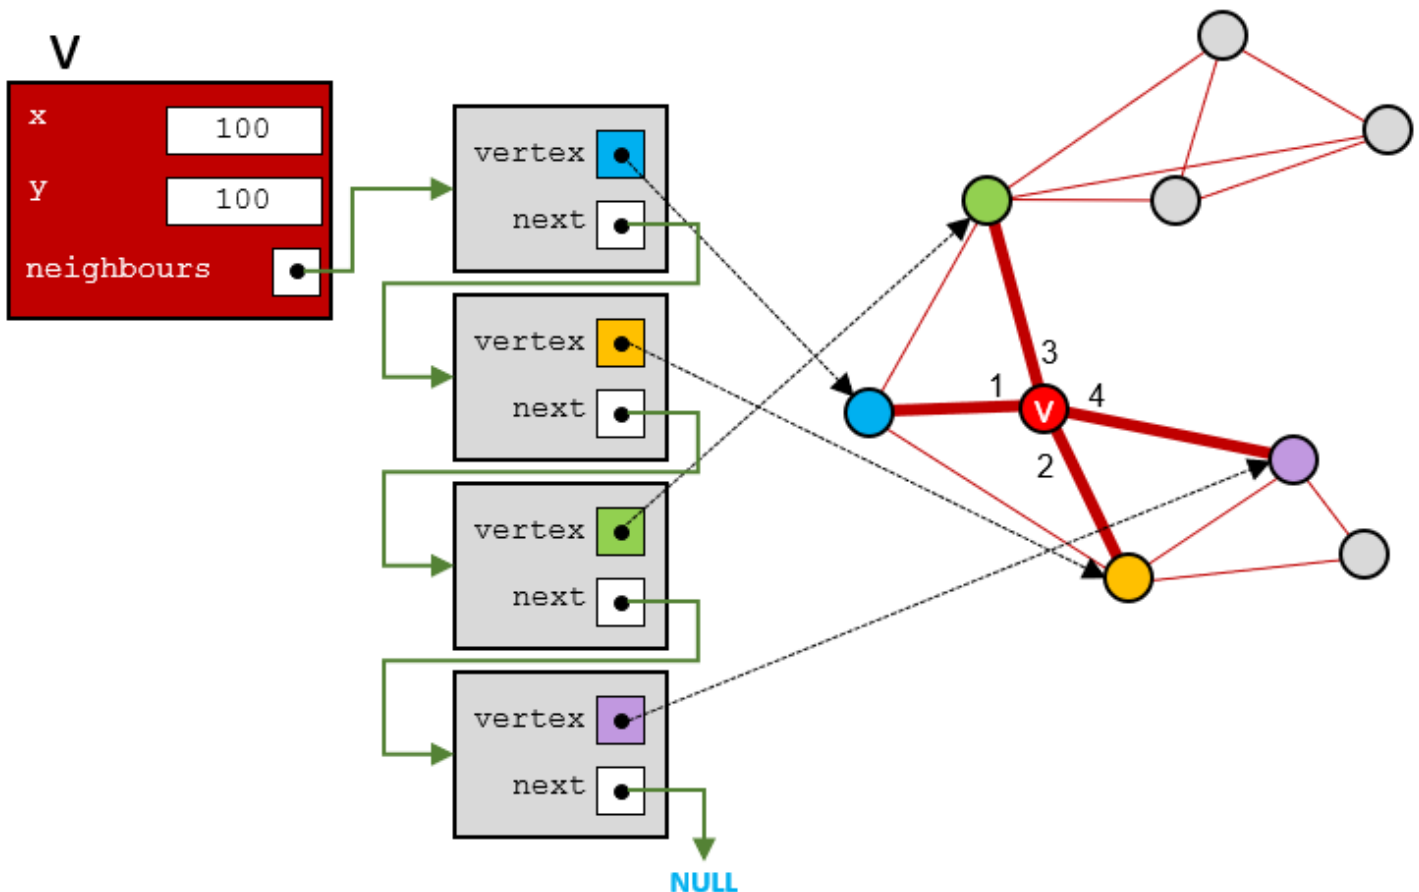 V
x 100
y 100
neighbours
vertex
next
vertex
next
vertex
next
vertex
next
NULL
3
1 V 4
2